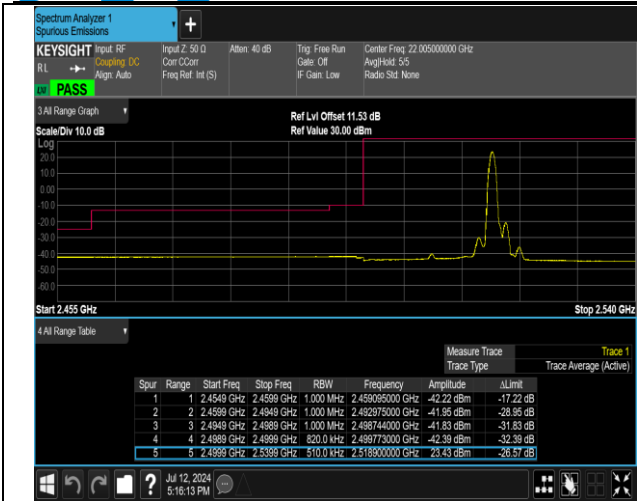 Spectrum Analyzer 1
Spurious Emissions
KEYSIGHT Input: RF Input Z: 50 Ω Atten: 40 dB Trig: Free Run Center Freq: 22.005000000 GHz
RL Coupling: DC Corr CCorr Gate: Off Avg|Hold: 5/5
Align: Auto Freq Ref: Int (S) IF Gain: Low Radio Std: None
PASS
3 All Range Graph
Ref Lvl Offset 11.53 dB
Scale/Div 10.0 dB Ref Value 30.00 dBm
Log
20.0
10.0
0.00
-10.0
-20.0
-30.0
-40.0
-50.0
-60.0
Start 2.455 GHz Stop 2.540 GHz
4 All Range Table
Measure Trace Trace 1
Trace Type Trace Average (Active)
Spur Range Start Freq Stop Freq RBW Frequency Amplitude ΔLimit
1 1 2.4549 GHz 2.4599 GHz 1.000 MHz 2.459095000 GHz -42.22 dBm -17.22 dB
2 2 2.4599 GHz 2.4949 GHz 1.000 MHz 2.492975000 GHz -41.95 dBm -28.95 dB
3 3 2.4949 GHz 2.4989 GHz 1.000 MHz 2.498744000 GHz -41.83 dBm -31.83 dB
4 4 2.4989 GHz 2.4999 GHz 820.0 kHz 2.499773000 GHz -42.39 dBm -32.39 dB
5 5 2.4999 GHz 2.5399 GHz 510.0 kHz 2.518900000 GHz 23.43 dBm -26.57 dB
? Jul 12, 2024
5:16:13 PM